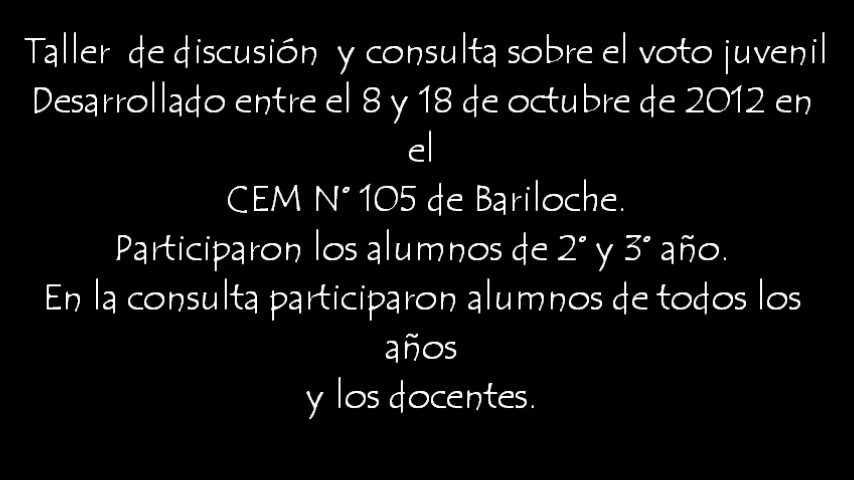 Taller de discusión y consulta sobre el voto juvenil
Desarrollado entre el 8 y 18 de octubre de 2012 en
el
CEM N° 105 de Bariloche.
Participaron los alumnos de 2° y 3° año.
En la consulta participaron alumnos de todos los
años
y los docentes.